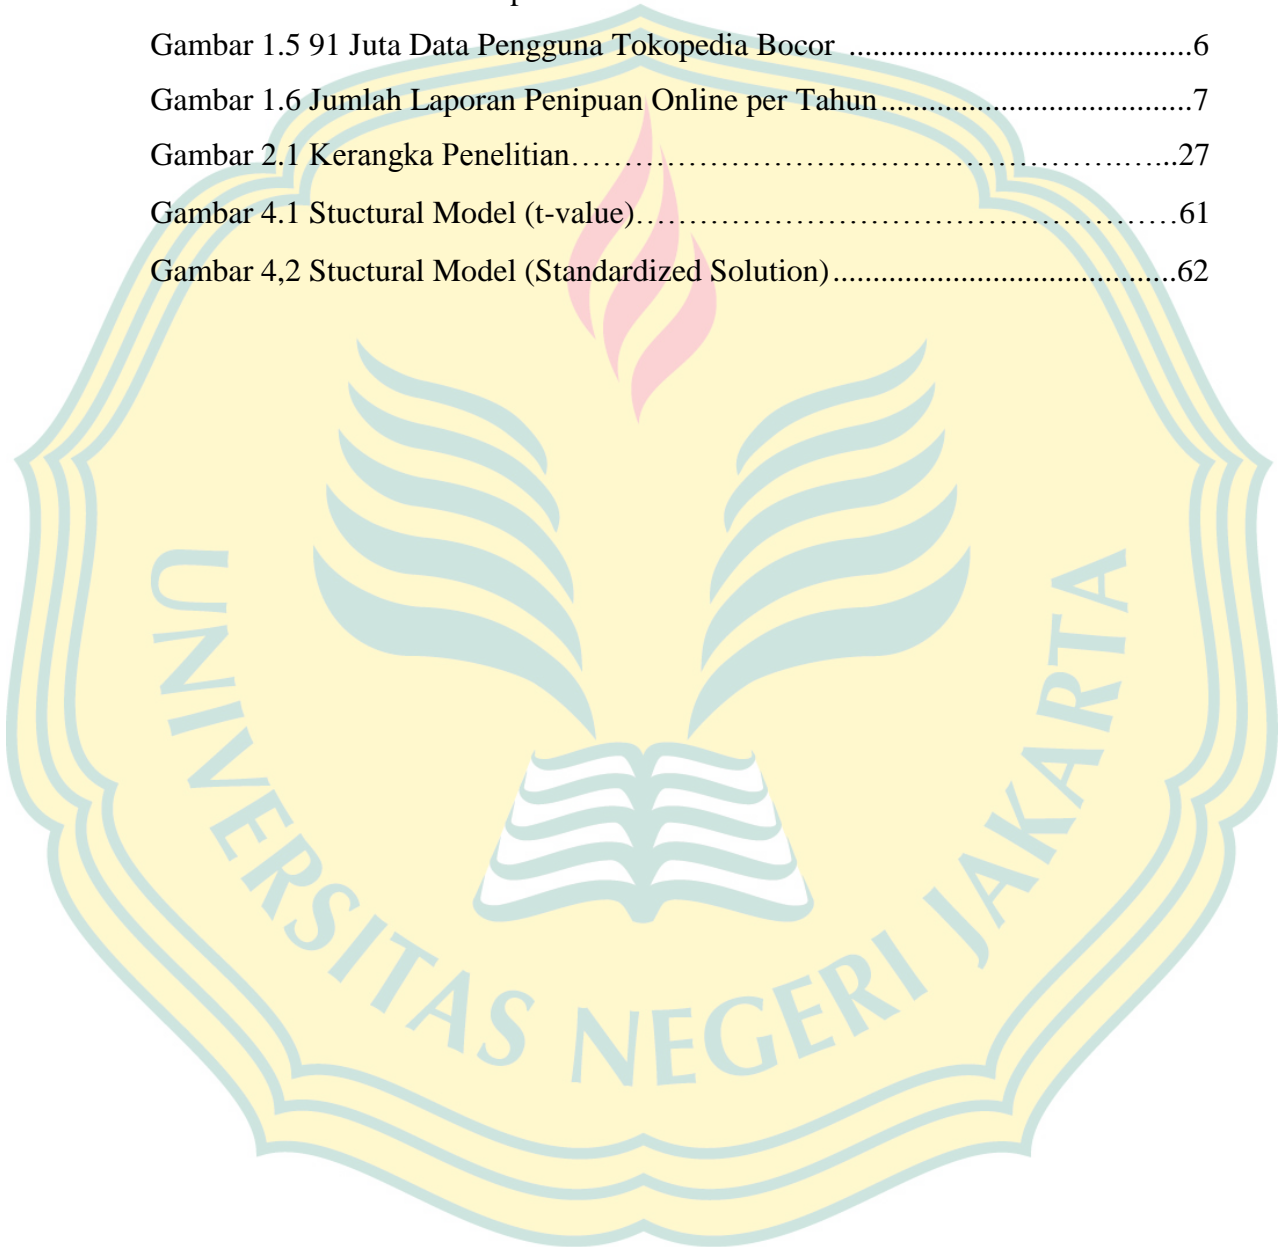 Gambar 1.5 91 Juta Data Pengguna Tokopedia Bocor ...........................................6
Gambar 1.6 Jumlah Laporan Penipuan Online per Tahun.......................................7
Gambar 2.1 Kerangka Penelitian……………………………………………………...27
Gambar 4.1 Stuctural Model (t-value)………………………………………………61
Gambar 4,2 Stuctural Model (Standardized Solution)...........................................62
UNIVERSITAS NEGERI JAKARTA